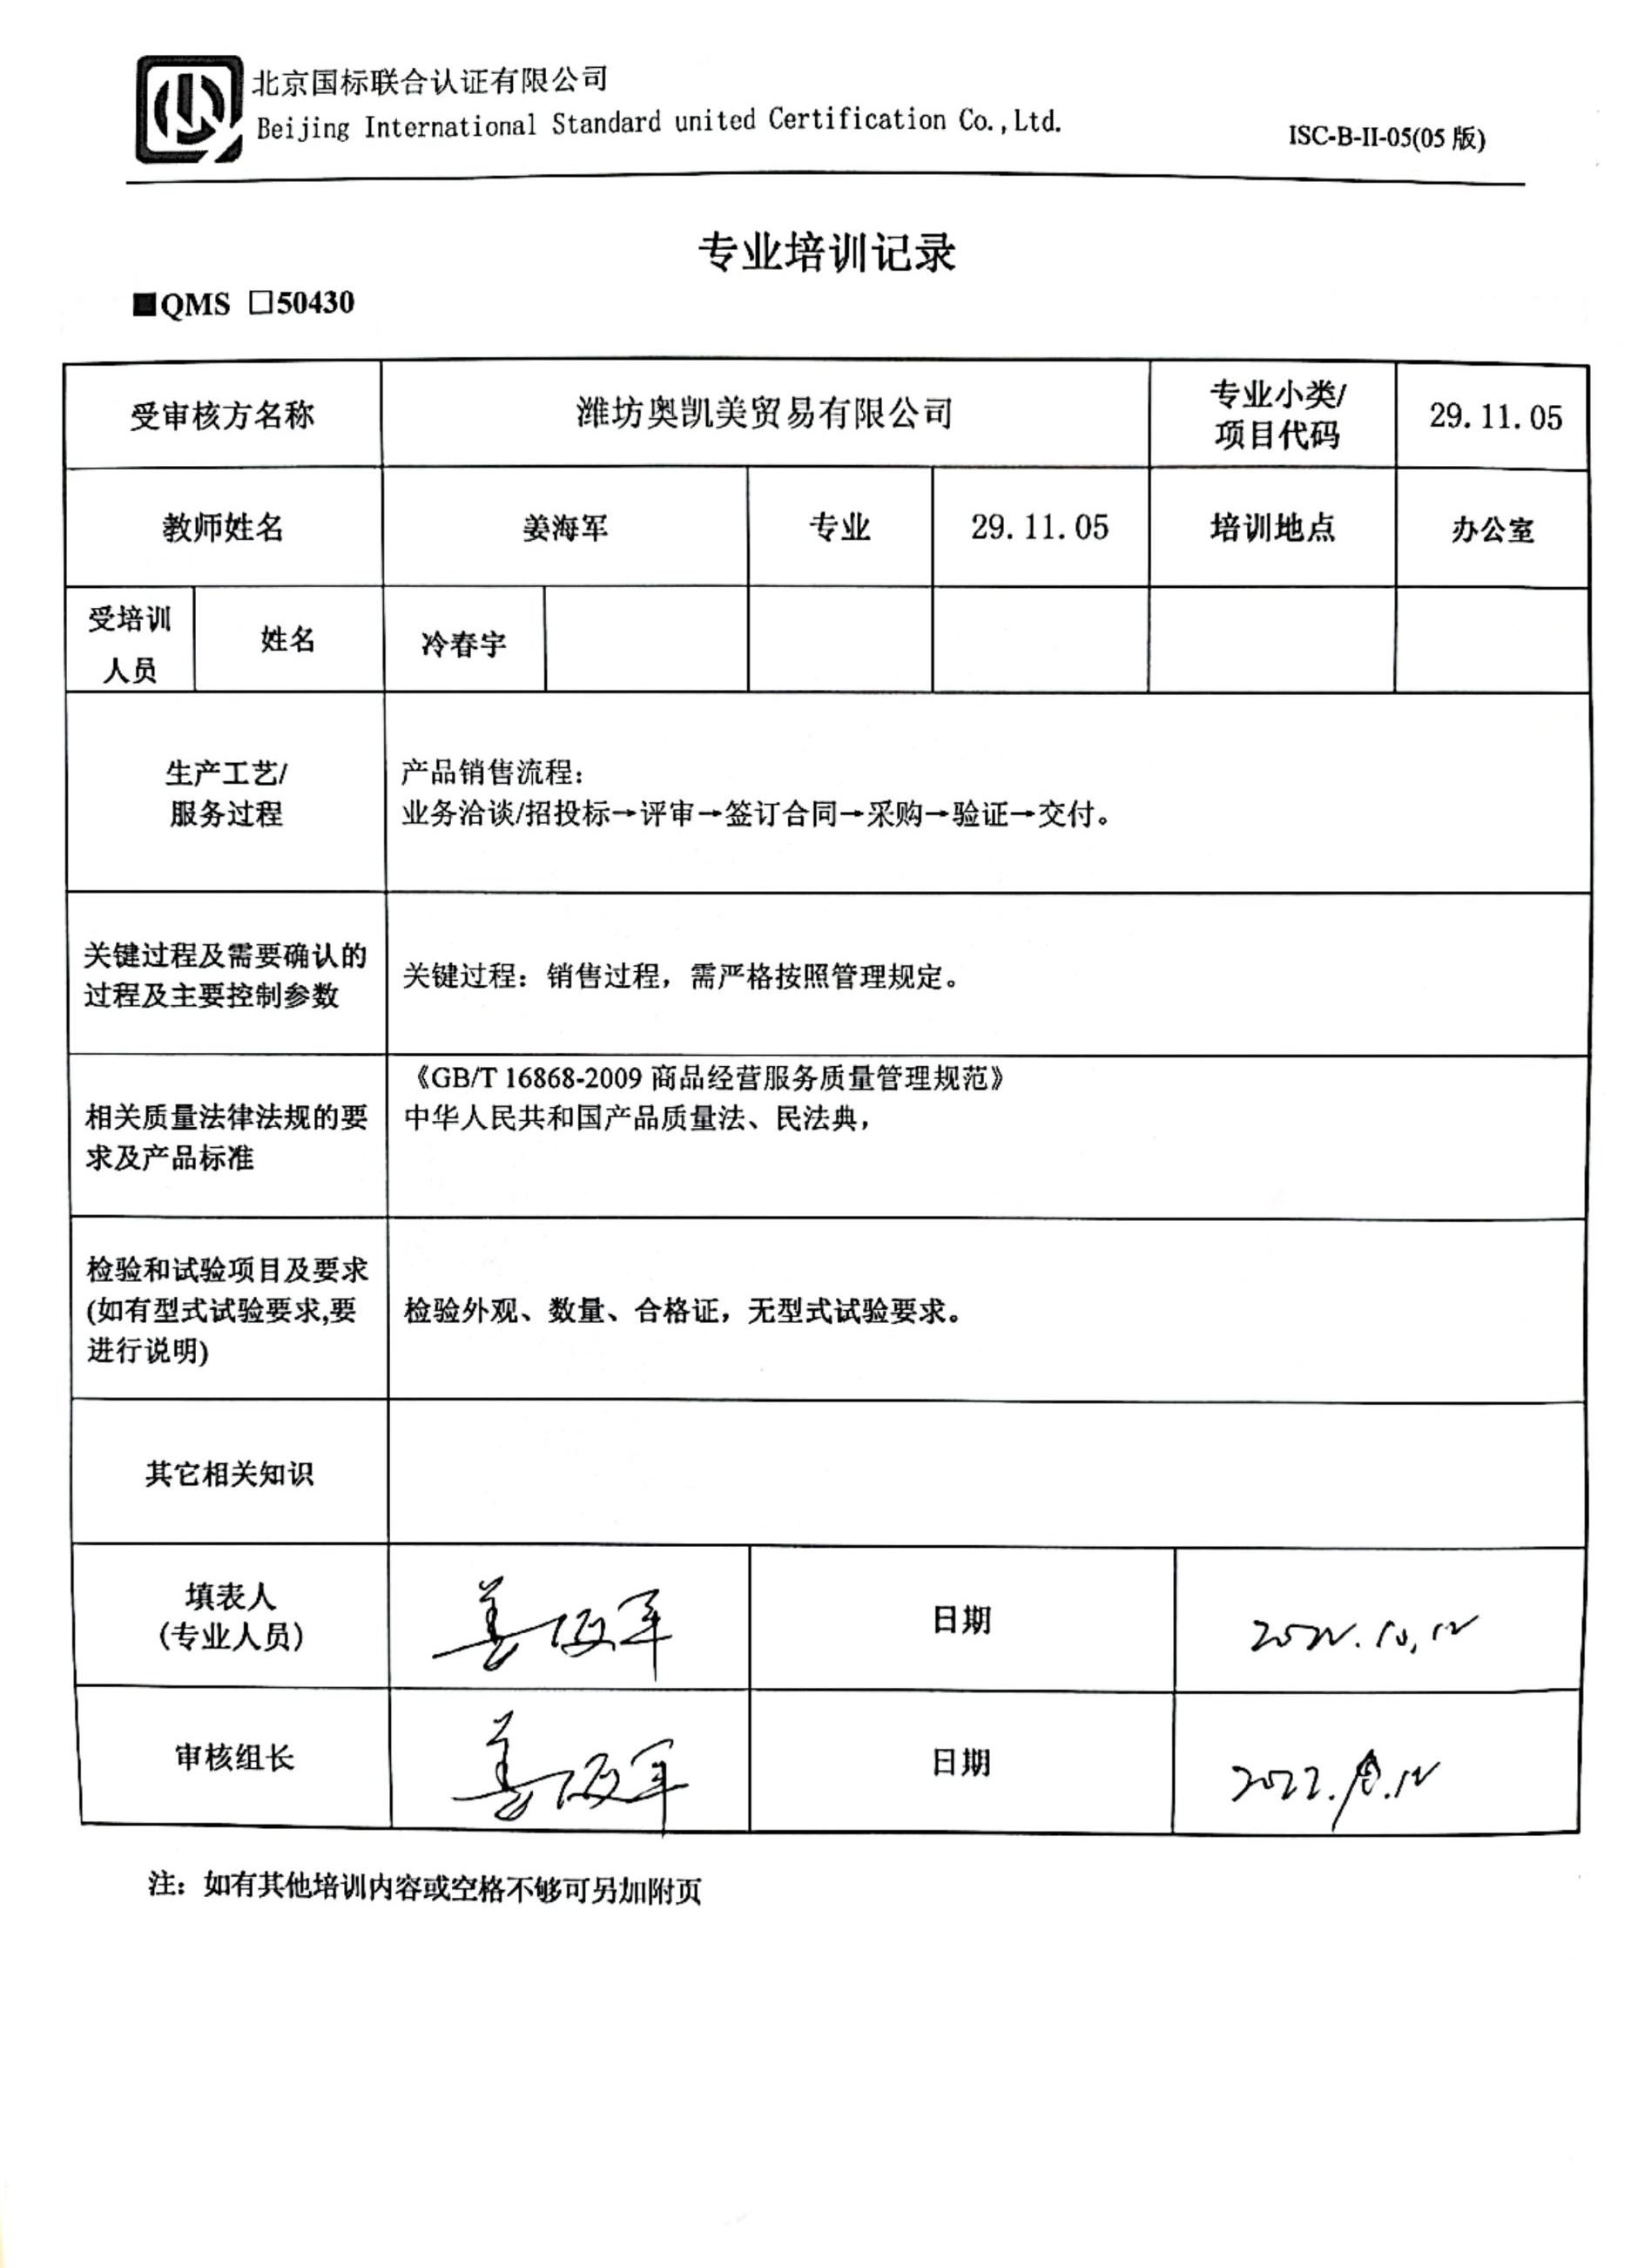 北京国标联合认证有限公司
Beijing International Standard united Certification Co.,Ltd.
ISC-B-II-05(05 版)
专业培训记录
■QMS □50430
受审核方名称 潍坊奥凯美贸易有限公司 专业小类/
项目代码 29.11.05
教师姓名 姜海军 专业 29.11.05 培训地点 办公室
受培训
人员 姓名 冷春宇
生产工艺/
服务过程
产品销售流程：
业务洽谈/招投标→评审→签订合同→采购→验证→交付。
关键过程及需要确认的
过程及主要控制参数
关键过程：销售过程，需严格按照管理规定。
相关质量法律法规的要
求及产品标准
《GB/T 16868-2009 商品经营服务质量管理规范》
中华人民共和国产品质量法、民法典，
检验和试验项目及要求
(如有型式试验要求,要
进行说明)
检验外观、数量、合格证，无型式试验要求。
其它相关知识
填表人
（专业人员） 姜海军 日期 2022.10.12
审核组长 姜海军 日期 2022.10.12
注：如有其他培训内容或空格不够可另加附页